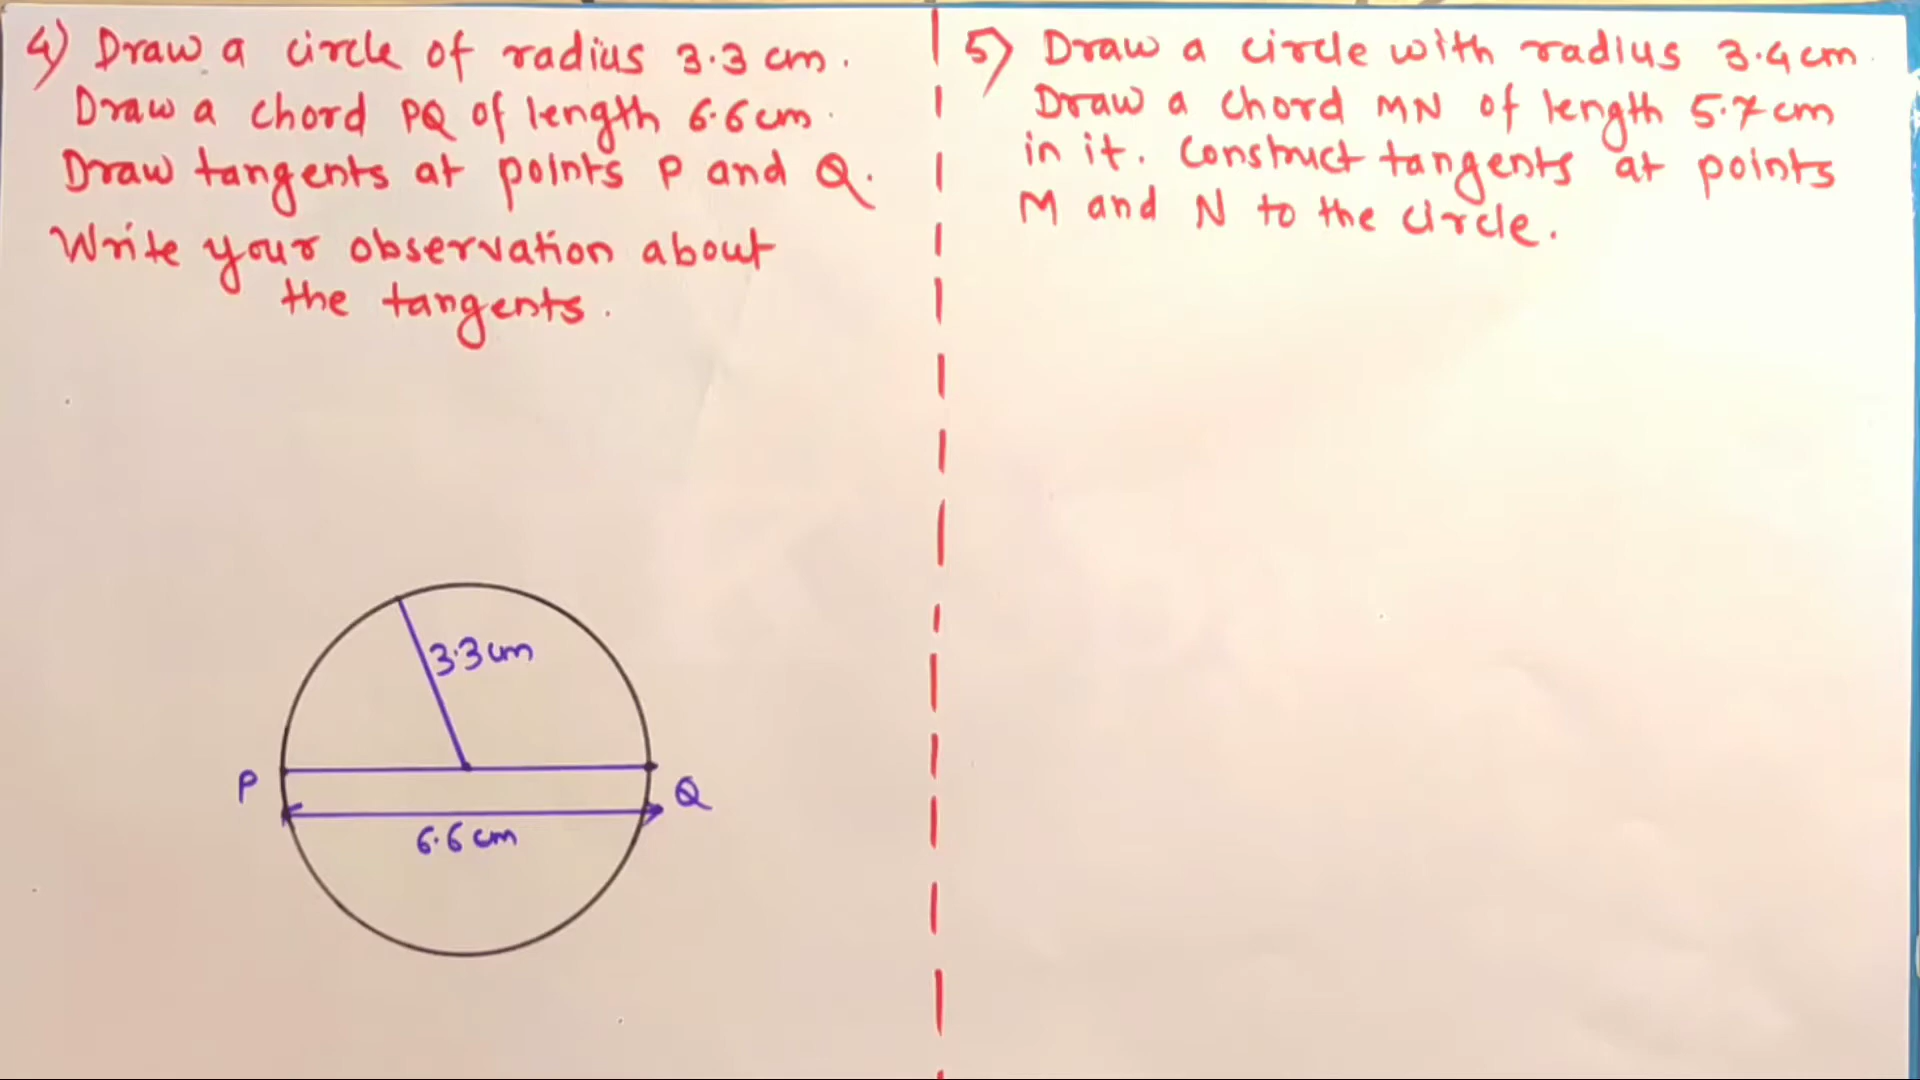 4) Draw a circle of radius 3.3 cm.
Draw a chord PQ of length 6.6 cm.
Draw tangents at points P and Q.
Write your observation about
the tangents.
3.3 cm
P
Q
6.6 cm
5) Draw a circle with radius 3.4 cm.
Draw a chord MN of length 5.7 cm
in it. Construct tangents at points
M and N to the circle.